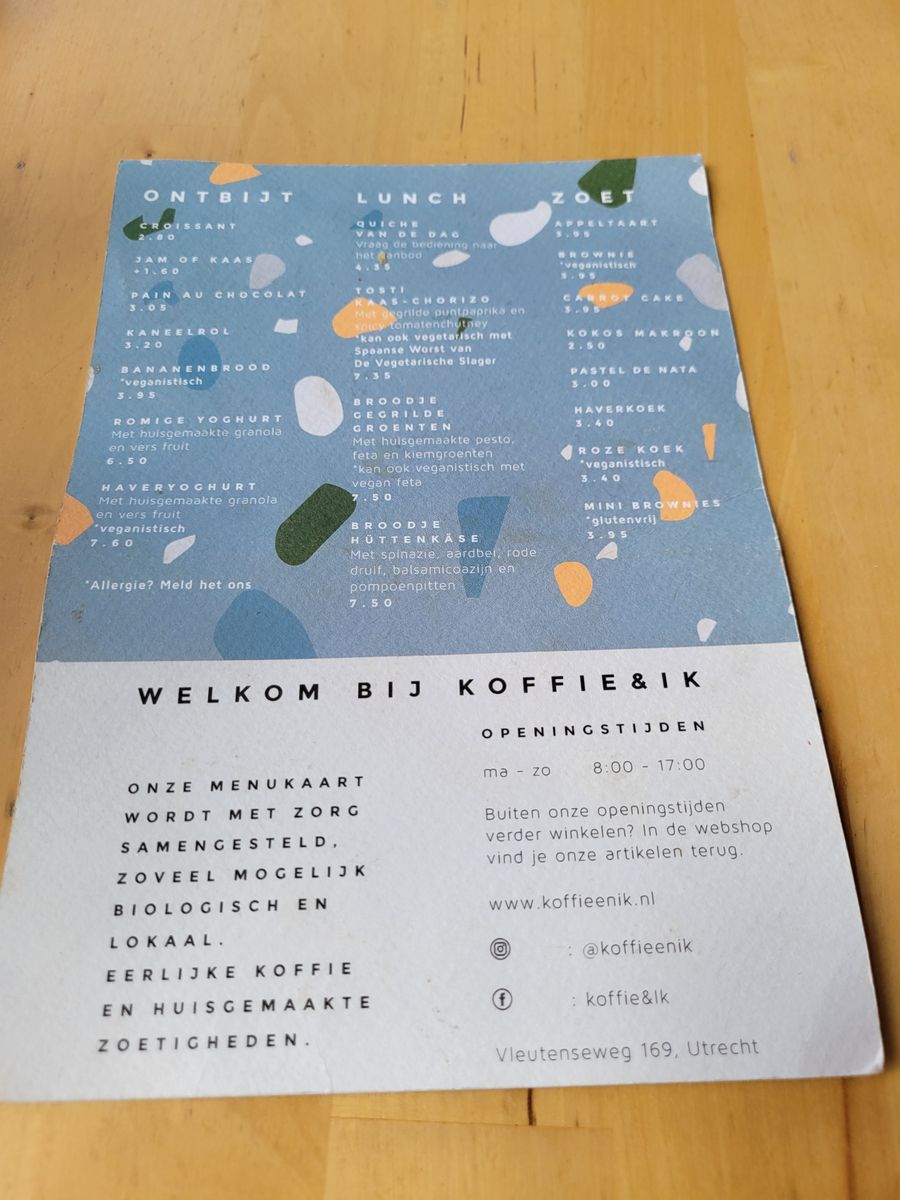 ONTBIJT
CROISSANT
2.80
JAM OF KAAS
+1.60
PAIN AU CHOCOLAT
3.05
KANEELROL
3.20
BANANENBROOD
*veganistisch
3.95
ROMIGE YOGHURT
Met huisgemaakte granola
en vers fruit
6.50
HAVERYOGHURT
Met huisgemaakte granola
en vers fruit
*veganistisch
7.60
*Allergie? Meld het ons
LUNCH
QUICHE
VAN DE DAG
Vraag de bediening naar
het aanbod
4.35
TOSTI
KAAS-CHORIZO
Met gegrilde puntpaprika en
spicy tomatenchutney
*kan ook vegetarisch met
Spaanse Worst van
De Vegetarische Slager
7.35
BROODJE
GEGRILDE
GROENTEN
Met huisgemaakte pesto,
feta en kiemgroenten
*kan ook veganistisch met
vegan feta
7.50
BROODJE
HÜTTENKÄSE
Met spinazie, aardbei, rode
druif, balsamicoazijn en
pompoenpitten
7.50
ZOET
APPELTAART
3.95
BROWNIE
*veganistisch
3.95
CARROT CAKE
3.95
KOKOS MAKROON
2.50
PASTEL DE NATA
3.00
HAVERKOEK
3.40
ROZE KOEK
*veganistisch
3.40
MINI BROWNIES
*glutenvrij
3.95
WELKOM BIJ KOFFIE&IK
ONZE MENUKAART
WORDT MET ZORG
SAMENGESTELD,
ZOVEEL MOGELIJK
BIOLOGISCH EN
LOKAAL.
EERLIJKE KOFFIE
EN HUISGEMAAKTE
ZOETIGHEDEN.
OPENINGSTIJDEN
ma - zo 8:00 - 17:00
Buiten onze openingstijden
verder winkelen? In de webshop
vind je onze artikelen terug.
www.koffieenik.nl
: @koffieenik
: koffie&Ik
Vleutenseweg 169, Utrecht